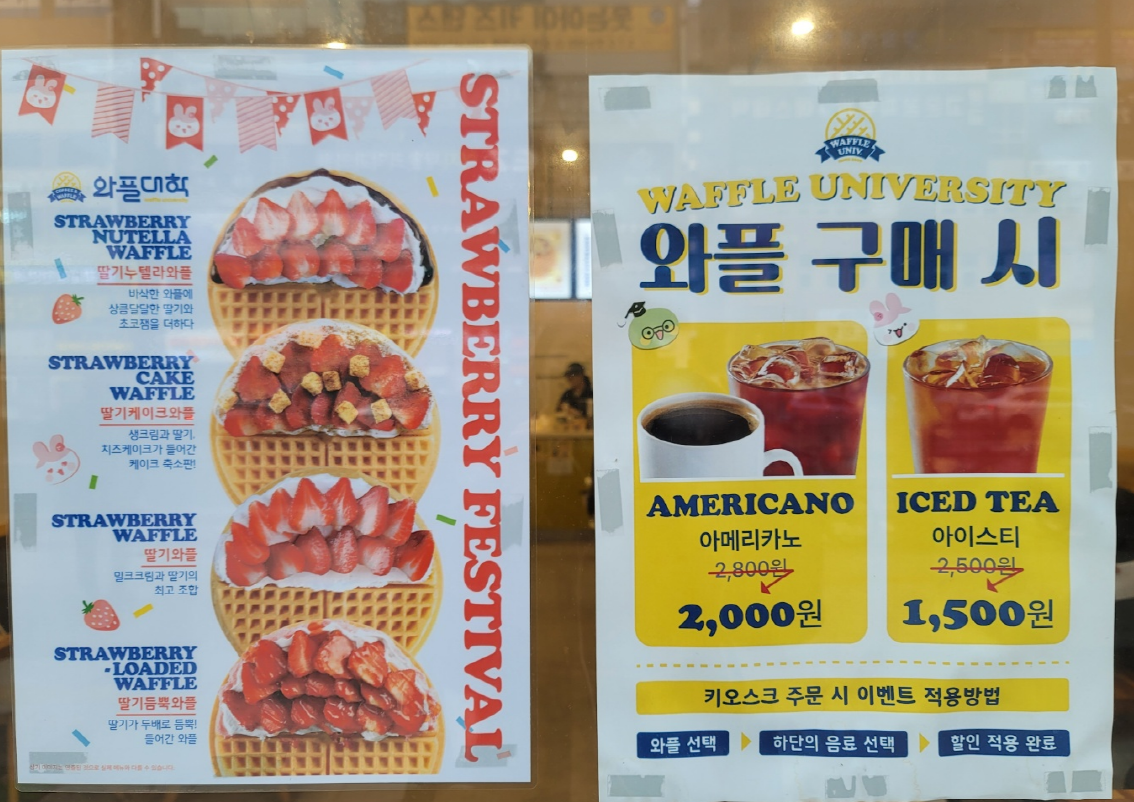 와플대학
STRAWBERRY
NUTELLA
WAFFLE
딸기누텔라와플
바삭한 와플에
상큼달달한 딸기와
초코잼을 더하다
STRAWBERRY
CAKE
WAFFLE
딸기케이크와플
생크림과 딸기,
치즈케이크가 들어간
케이크 축소판!
STRAWBERRY
WAFFLE
딸기와플
밀크크림과 딸기의
최고 조합
STRAWBERRY
-LOADED
WAFFLE
딸기듬뿍와플
딸기가 두배로 듬뿍!
들어간 와플
STRAWBERRY FESTIVAL
WAFFLE
UNIV.
WAFFLE UNIVERSITY
와플 구매 시
AMERICANO
아메리카노
2,800원
2,000원
ICED TEA
아이스티
2,500원
1,500원
키오스크 주문 시 이벤트 적용방법
와플 선택
하단의 음료 선택
할인 적용 완료